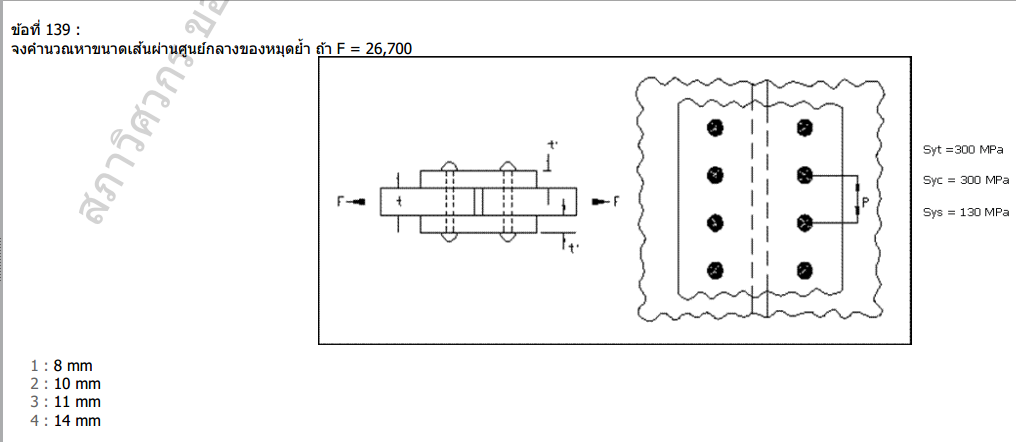 ข้อที่ 139 :
จงคำนวณหาขนาดเส้นผ่านศูนย์กลางของหมุดย้ำ ถ้า F = 26,700
สภาวิศวกร ขอ
t'
F
t
F
t'
P
Syt =300 MPa
Syc = 300 MPa
Sys = 130 MPa
1 : 8 mm
2 : 10 mm
3 : 11 mm
4 : 14 mm